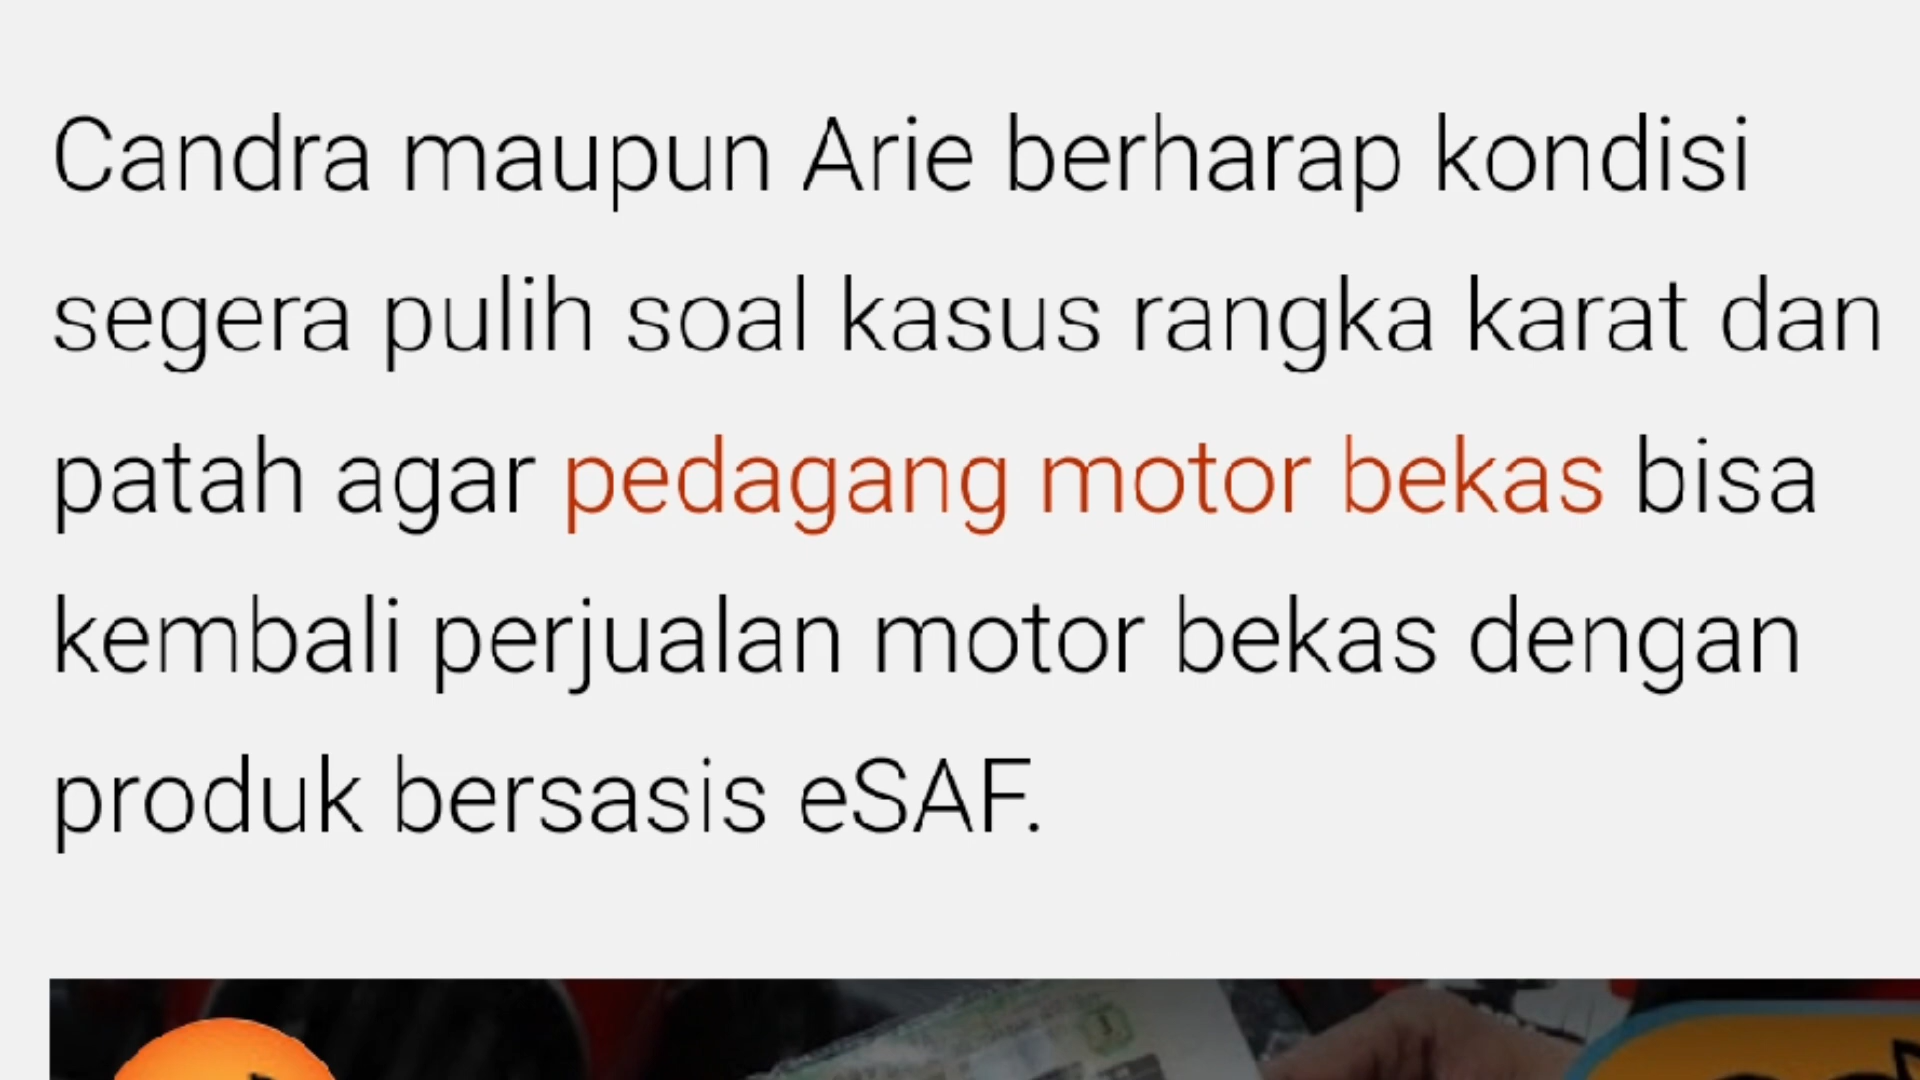 Candra maupun Arie berharap kondisi
segera pulih soal kasus rangka karat dan
patah agar pedagang motor bekas bisa
kembali perjualan motor bekas dengan
produk bersasis eSAF.